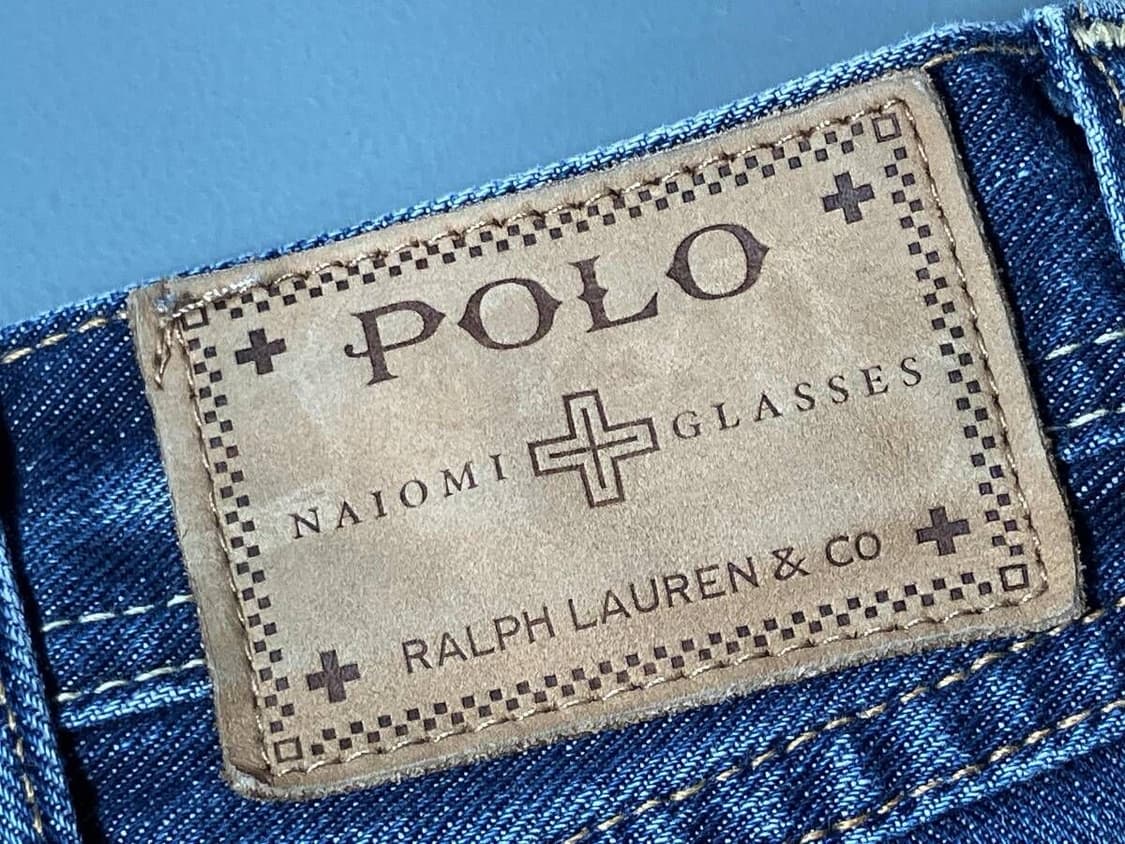 POLO
NAIOMI GLASSES
RALPH LAUREN & CO